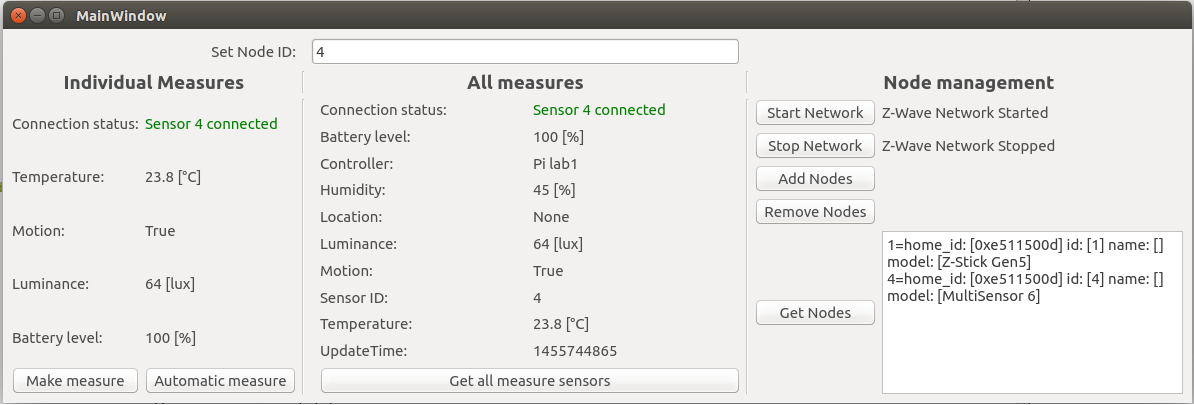 MainWindow
Set Node ID: 4
Individual Measures
Connection status: Sensor 4 connected
Temperature: 23.8 [°C]
Motion: True
Luminance: 64 [lux]
Battery level: 100 [%]
Make measure Automatic measure
All measures
Connection status: Sensor 4 connected
Battery level: 100 [%]
Controller: Pi lab1
Humidity: 45 [%]
Location: None
Luminance: 64 [lux]
Motion: True
Sensor ID: 4
Temperature: 23.8 [°C]
UpdateTime: 1455744865
Get all measure sensors
Node management
Start Network Z-Wave Network Started
Stop Network Z-Wave Network Stopped
Add Nodes
Remove Nodes
Get Nodes
1=home_id: [0xe511500d] id: [1] name: []
model: [Z-Stick Gen5]
4=home_id: [0xe511500d] id: [4] name: []
model: [MultiSensor 6]